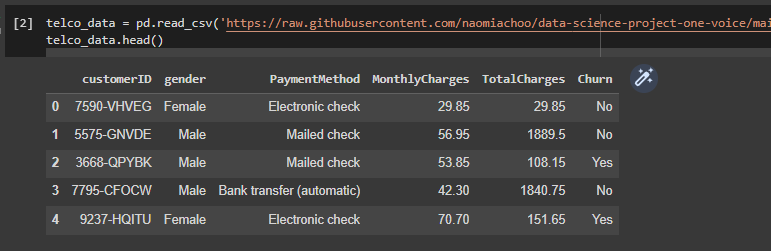 [2] telco_data = pd.read_csv('https://raw.githubusercontent.com/naomiachoo/data-science-project-one-voice/mai
telco_data.head()
customerID gender PaymentMethod MonthlyCharges TotalCharges Churn
0 7590-VHVEG Female Electronic check 29.85 29.85 No
1 5575-GNVDE Male Mailed check 56.95 1889.5 No
2 3668-QPYBK Male Mailed check 53.85 108.15 Yes
3 7795-CFOCW Male Bank transfer (automatic) 42.30 1840.75 No
4 9237-HQITU Female Electronic check 70.70 151.65 Yes